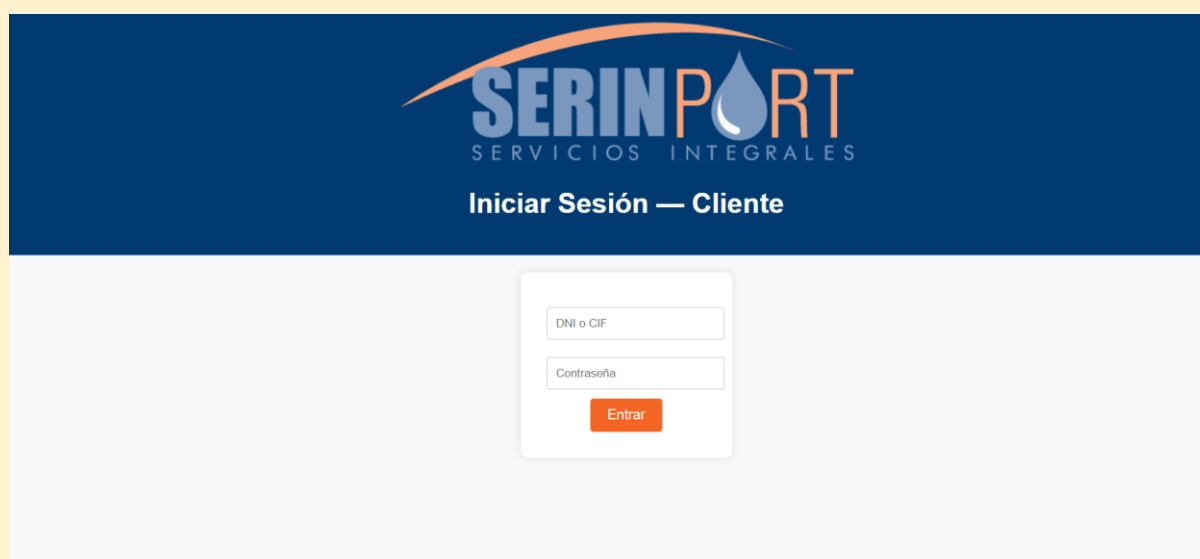 SERINPORT
SERVICIOS INTEGRALES
Iniciar Sesión — Cliente
DNI o CIF
Contraseña
Entrar